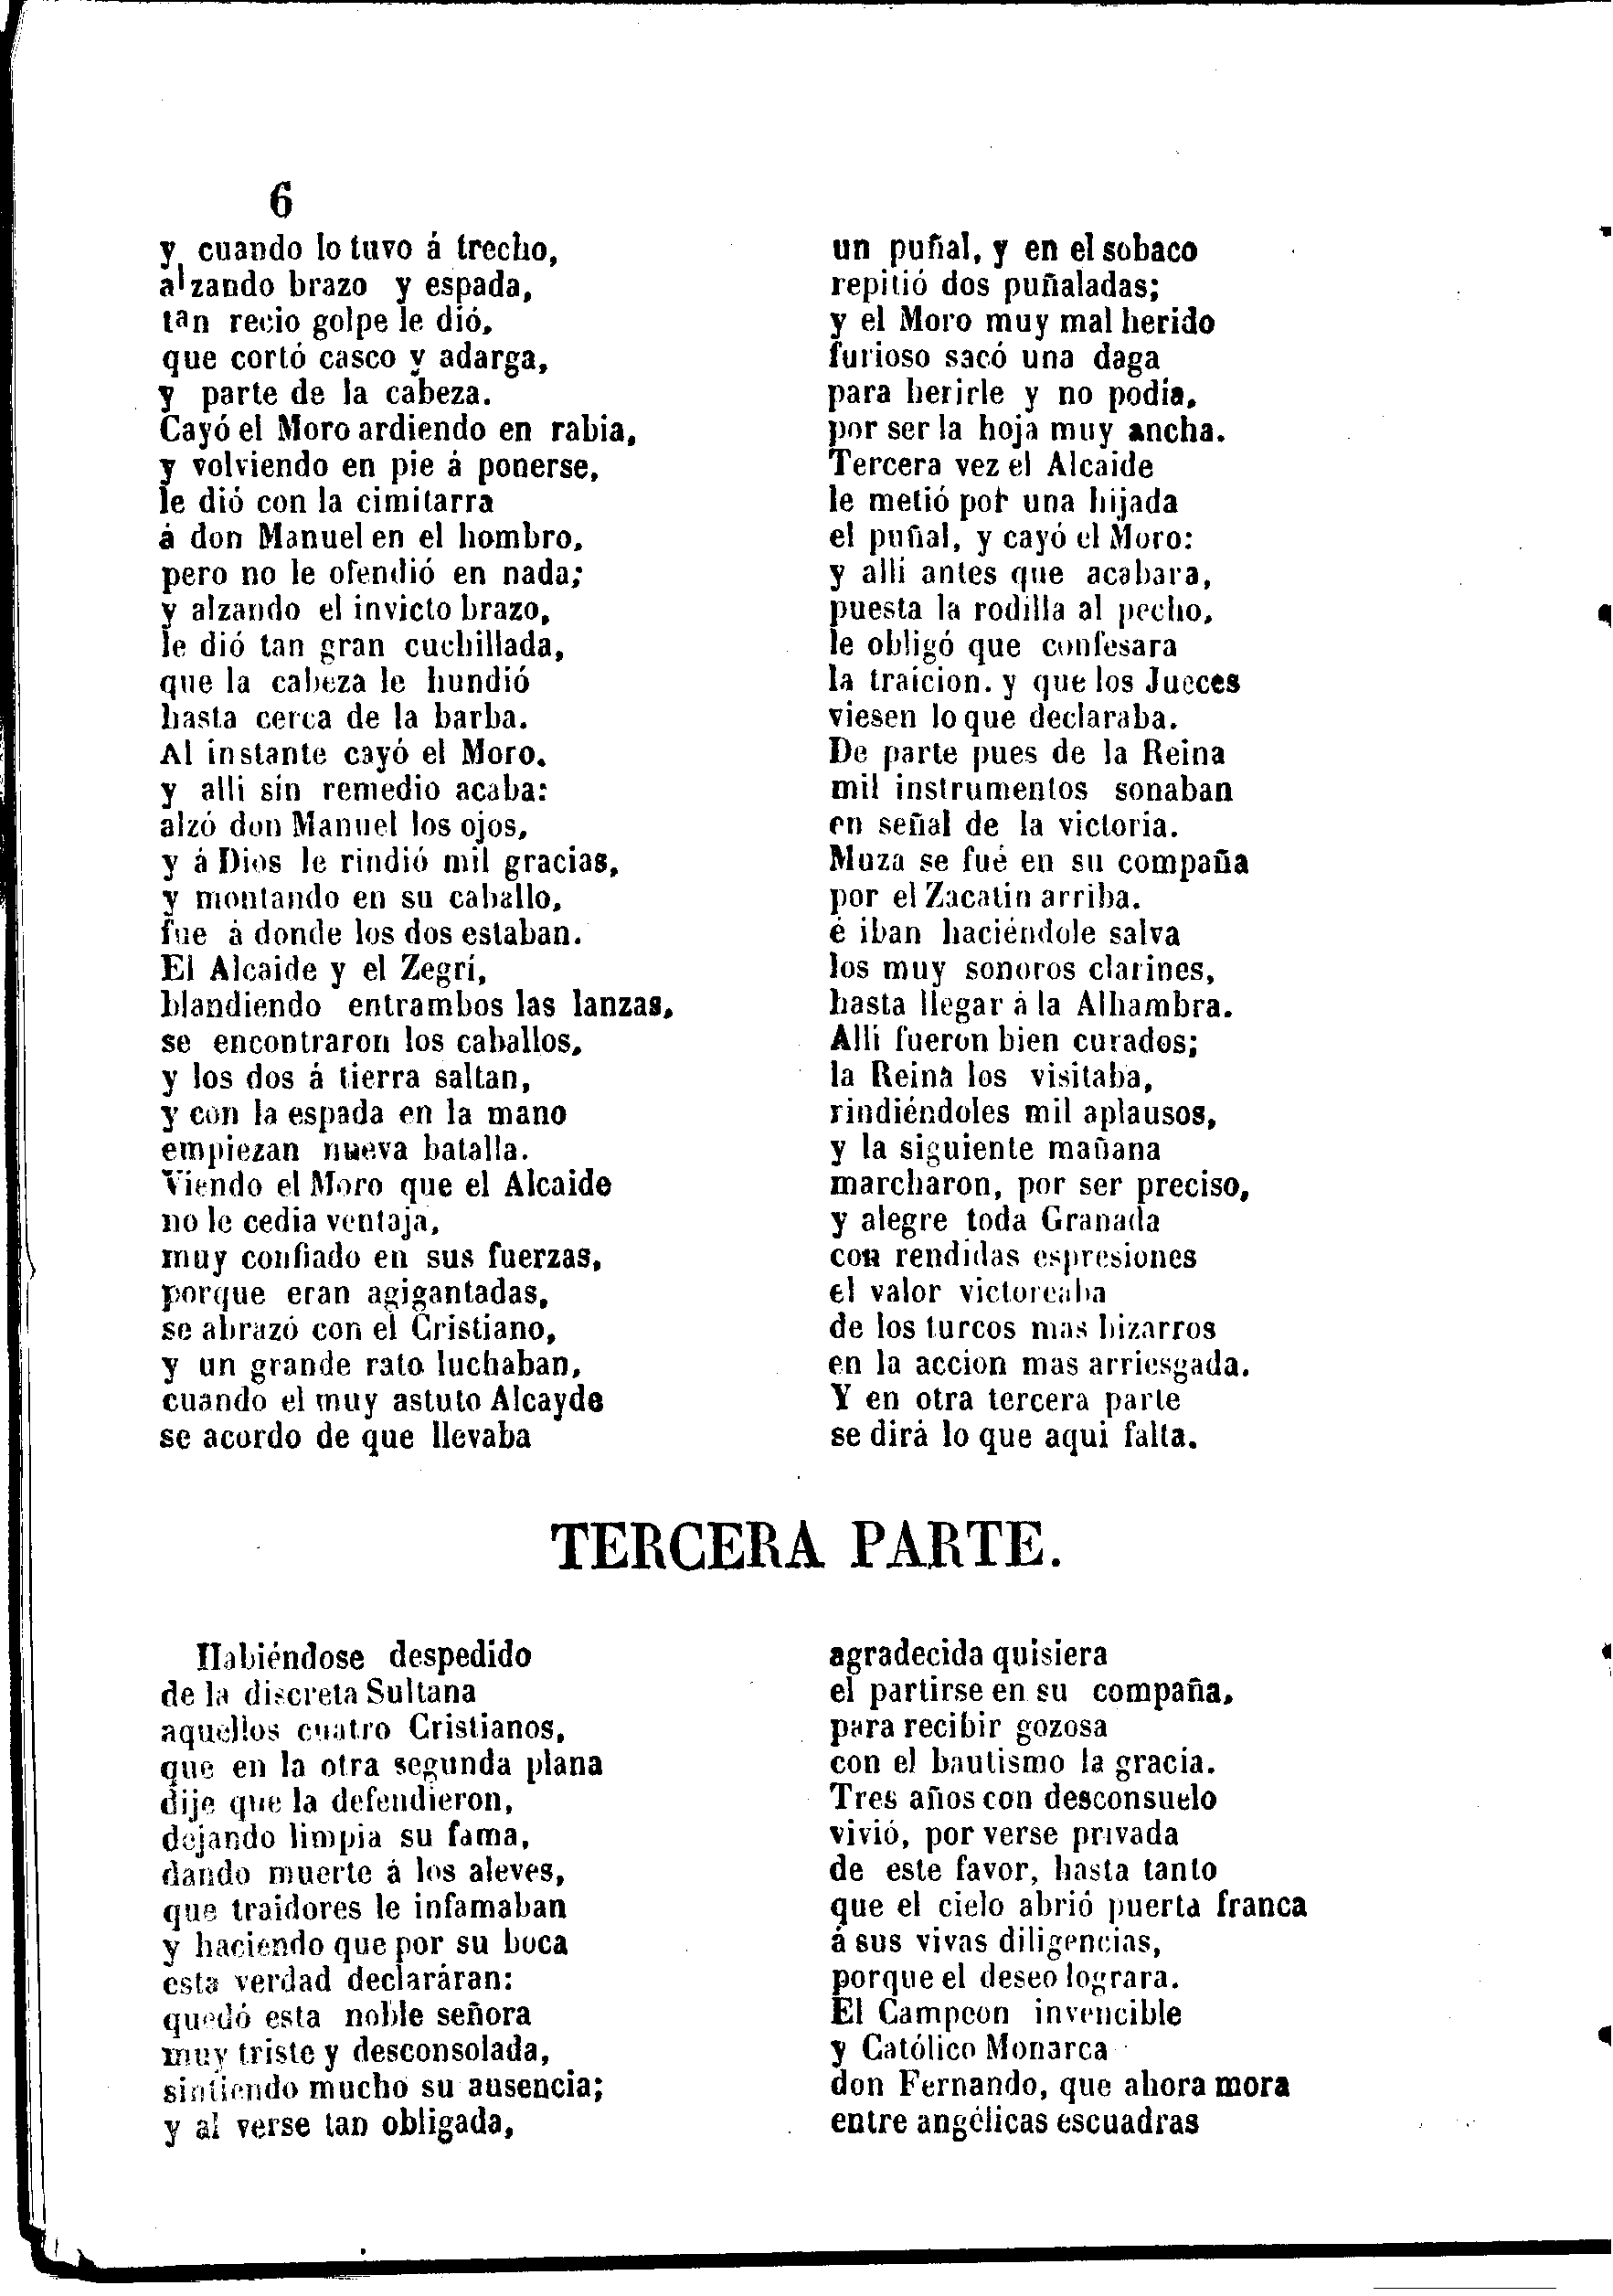 6
y cuando lo tuvo á trecho,
alzando brazo y espada,
tan recio golpe le dió,
que cortó casco y adarga,
y parte de la cabeza.
Cayó el Moro ardiendo en rabia,
y volviendo en pie á ponerse,
le dió con la cimitarra
á don Manuel en el hombro,
pero no le ofendió en nada;
y alzando el invicto brazo,
le dió tan gran cuchillada,
que la cabeza le hundió
hasta cerca de la barba.
Al instante cayó el Moro.
y alli sin remedio acaba:
alzó don Manuel los ojos,
y á Dios le rindió mil gracias,
y montando en su caballo,
fue á donde los dos estaban.
El Alcaide y el Zegrí,
blandiendo entrambos las lanzas,
se encontraron los caballos,
y los dos á tierra saltan,
y con la espada en la mano
empiezan nueva batalla.
Viendo el Moro que el Alcaide
no le cedia ventaja,
muy confiado en sus fuerzas,
porque eran agigantadas,
se abrazó con el Cristiano,
y un grande rato luchaban,
cuando el muy astuto Alcayde
se acordo de que llevaba
un puñal, y en el sobaco
repitió dos puñaladas;
y el Moro muy mal herido
furioso sacó una daga
para herirle y no podia,
por ser la hoja muy ancha.
Tercera vez el Alcaide
le metió por una hijada
el puñal, y cayó el Moro:
y alli antes que acabara,
puesta la rodilla al pecho,
le obligó que confesara
la traicion. y que los Jueces
viesen lo que declaraba.
De parte pues de la Reina
mil instrumentos sonaban
en señal de la victoria.
Muza se fué en su compaña
por el Zacatin arriba.
é iban haciéndole salva
los muy sonoros clarines,
hasta llegar á la Alhambra.
Alli fueron bien curados;
la Reina los visitaba,
rindiéndoles mil aplausos,
y la siguiente mañana
marcharon, por ser preciso,
y alegre toda Granada
con rendidas espresiones
el valor victoreaba
de los turcos mas bizarros
en la accion mas arriesgada.
Y en otra tercera parte
se dirá lo que aqui falta.
TERCERA PARTE.
Habiéndose despedido
de la discreta Sultana
aquellos cuatro Cristianos,
que en la otra segunda plana
dije que la defendieron,
dejando limpia su fama,
dando muerte á los aleves,
que traidores le infamaban
y haciendo que por su boca
esta verdad declaráran:
quedó esta noble señora
muy triste y desconsolada,
sintiendo mucho su ausencia;
y al verse tan obligada,
agradecida quisiera
el partirse en su compaña,
para recibir gozosa
con el bautismo la gracia.
Tres años con desconsuelo
vivió, por verse privada
de este favor, hasta tanto
que el cielo abrió puerta franca
á sus vivas diligencias,
porque el deseo lograra.
El Campeon invencible
y Católico Monarca
don Fernando, que ahora mora
entre angélicas escuadras